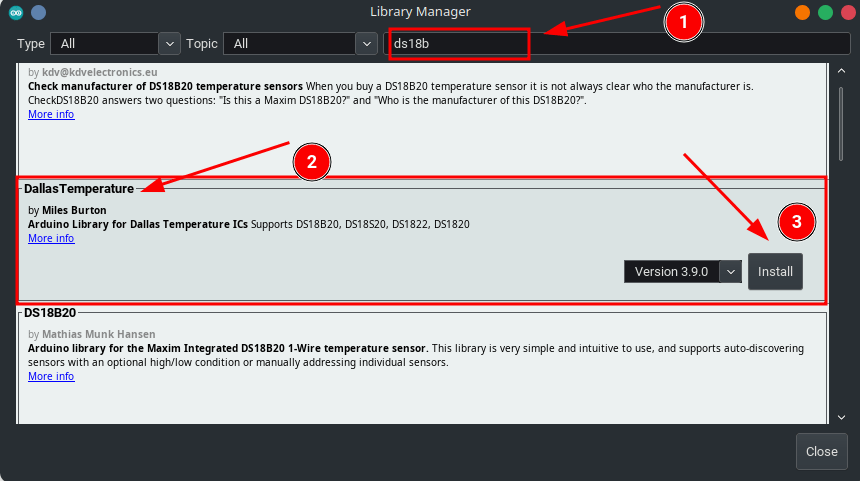 Library Manager
1
Type All Topic All ds18b
by kdv@kdvelectronics.eu
Check manufacturer of DS18B20 temperature sensors When you buy a DS18B20 temperature sensor it is not always clear who the manufacturer is.
CheckDS18B20 answers two questions: "Is this a Maxim DS18B20?" and "Who is the manufacturer of this DS18B20?".
More info
2
DallasTemperature
by Miles Burton
Arduino Library for Dallas Temperature ICs Supports DS18B20, DS18S20, DS1822, DS1820
More info
3
Version 3.9.0 Install
DS18B20
by Mathias Munk Hansen
Arduino library for the Maxim Integrated DS18B20 1-Wire temperature sensor. This library is very simple and intuitive to use, and supports auto-discovering
sensors with an optional high/low condition or manually addressing individual sensors.
More info
Close